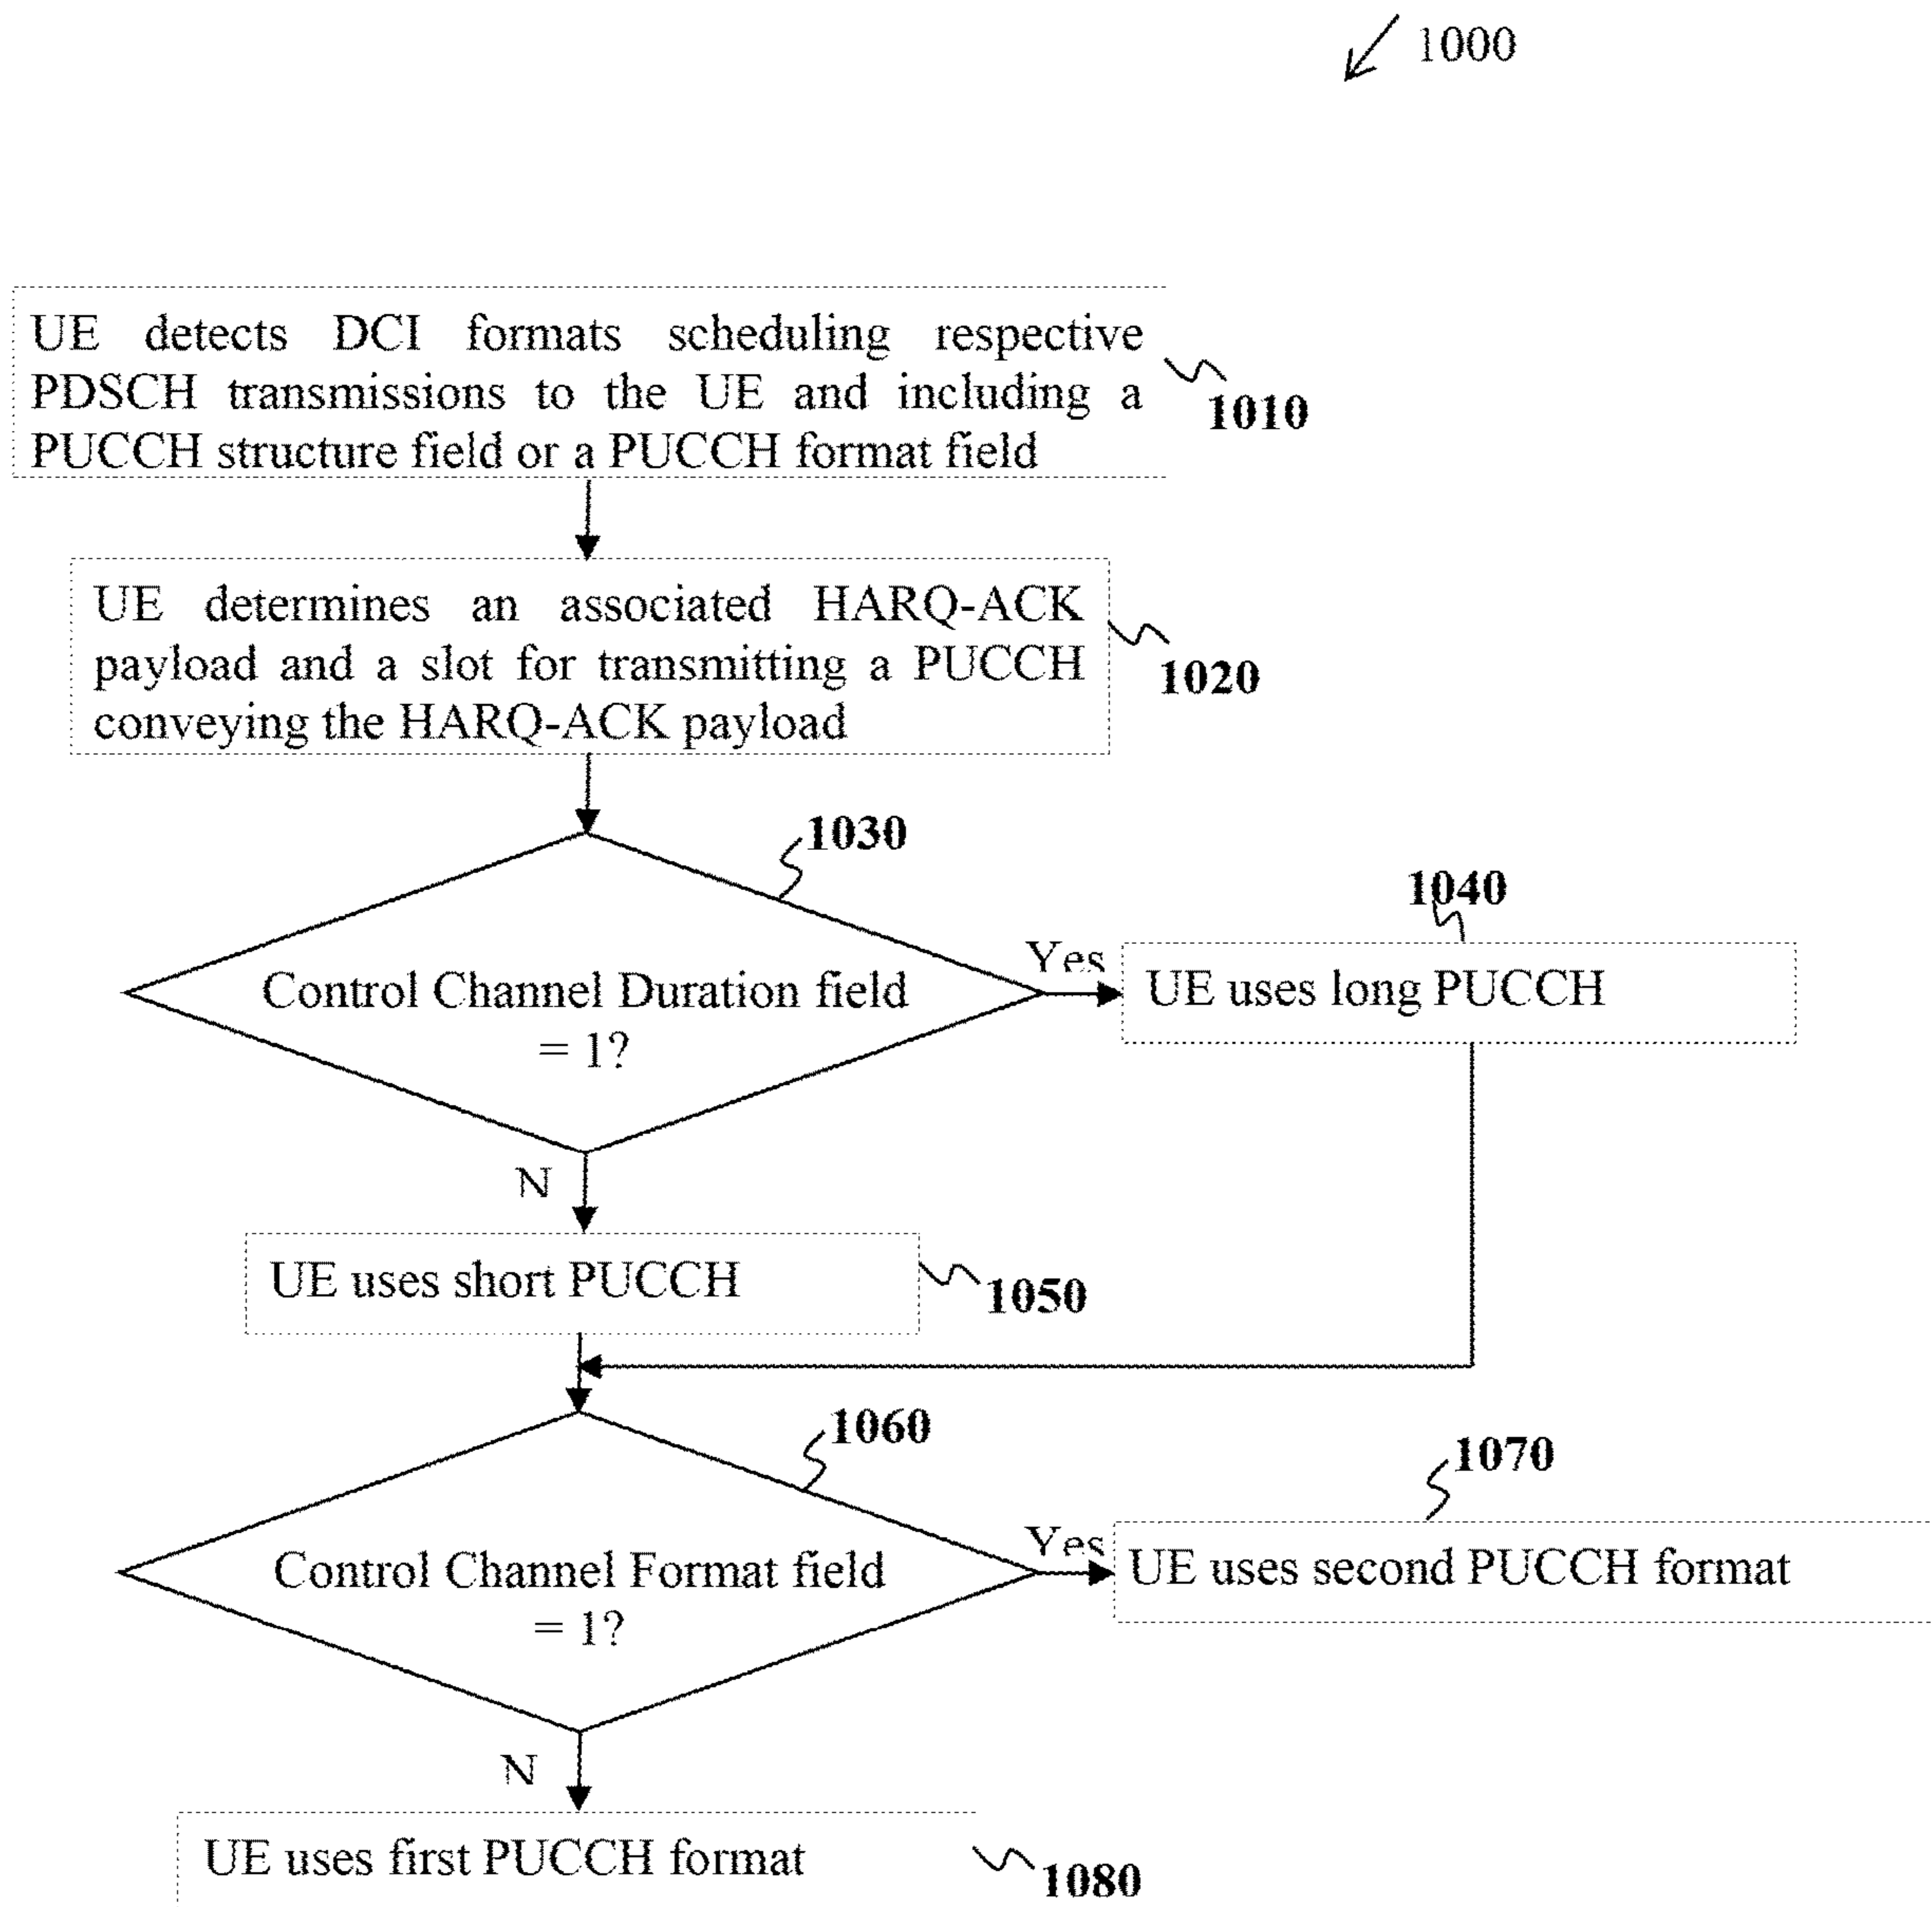 1000
UE detects DCI formats scheduling respective
PDSCH transmissions to the UE and including a
PUCCH structure field or a PUCCH format field
1010
UE determines an associated HARQ-ACK
payload and a slot for transmitting a PUCCH
conveying the HARQ-ACK payload
1020
1030
Control Channel Duration field
= 1?
Yes
1040
UE uses long PUCCH
N
UE uses short PUCCH
1050
1060
Control Channel Format field
= 1?
Yes
1070
UE uses second PUCCH format
N
UE uses first PUCCH format
1080